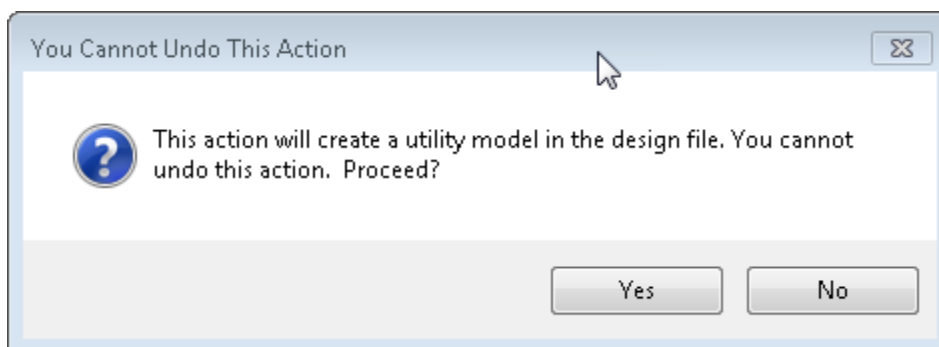 You Cannot Undo This Action
This action will create a utility model in the design file. You cannot
undo this action.  Proceed?
Yes
No